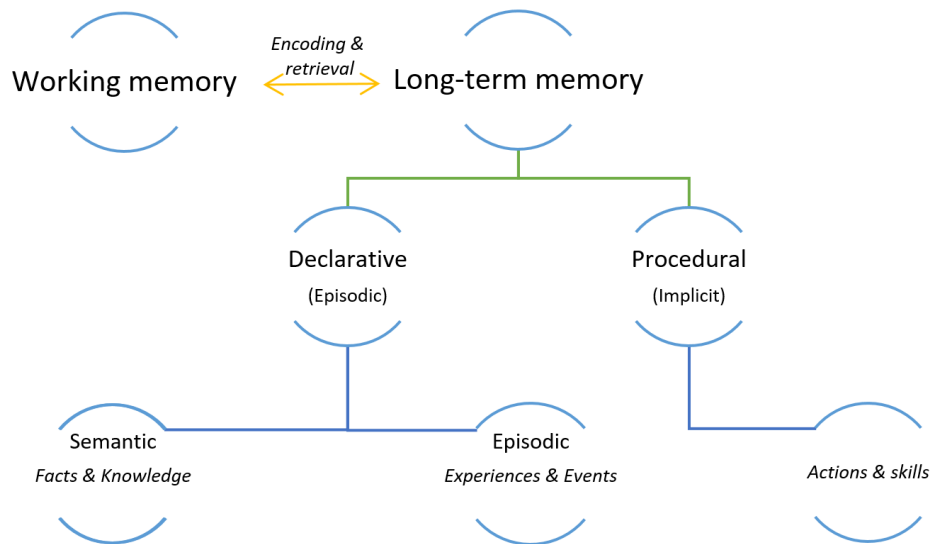 Encoding &
retrieval
Working memory
Long-term memory
Declarative
(Episodic)
Procedural
(Implicit)
Semantic
Facts & Knowledge
Episodic
Experiences & Events
Actions & skills